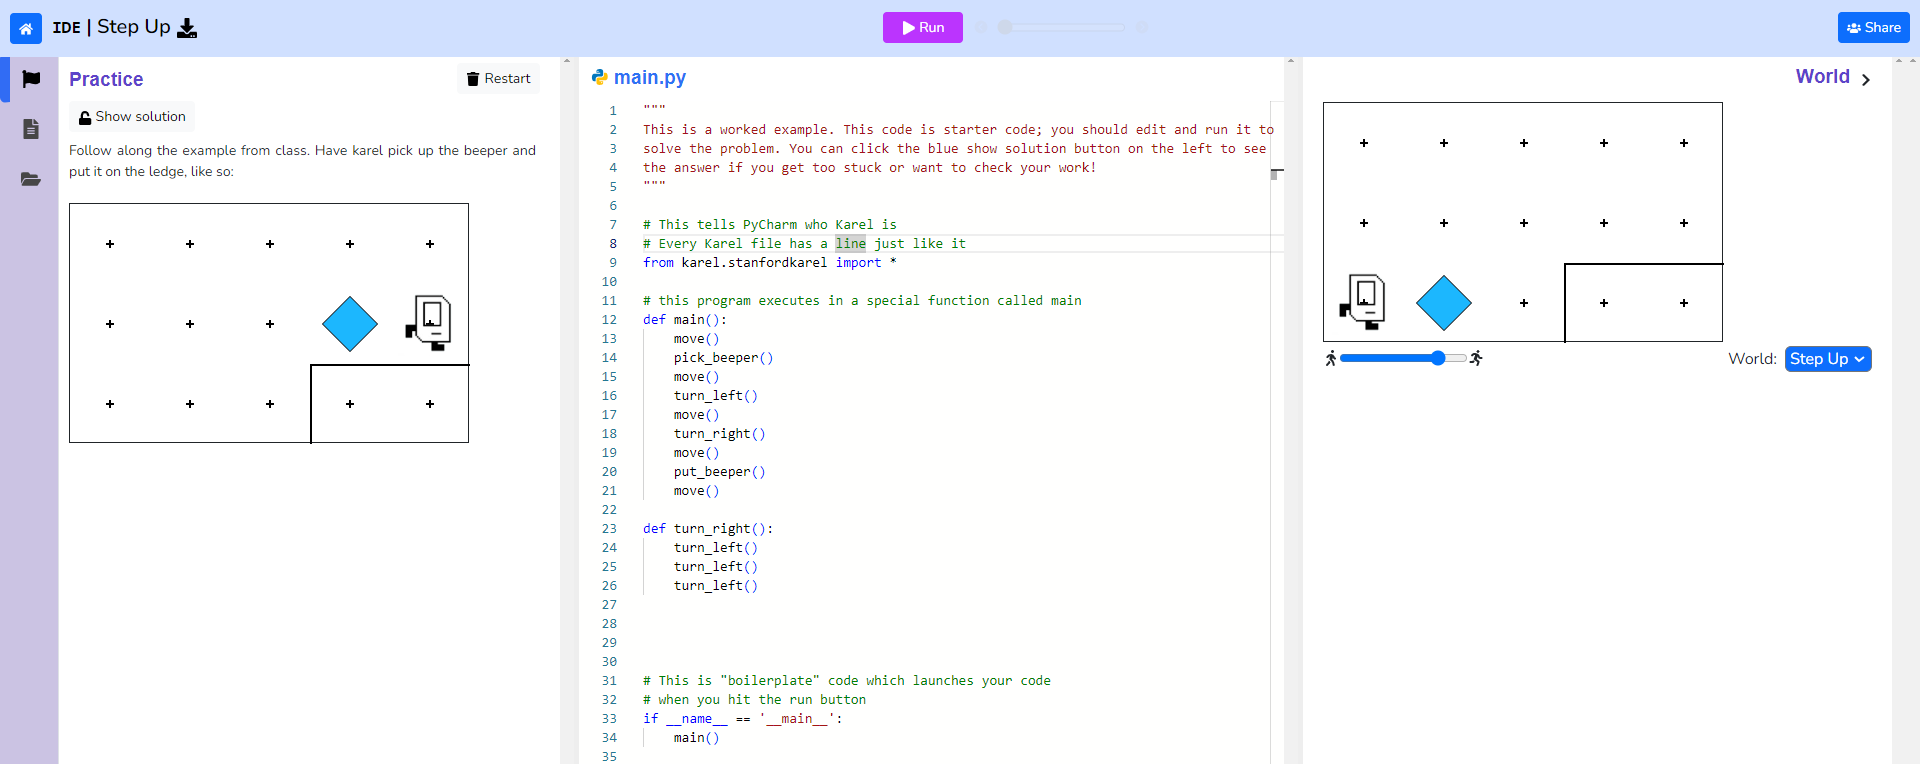 IDE | Step Up
Run
Share
Practice
Restart
Show solution
Follow along the example from class. Have karel pick up the beeper and
put it on the ledge, like so:
main.py
1 """
2 This is a worked example. This code is starter code; you should edit and run it to
3 solve the problem. You can click the blue show solution button on the left to see
4 the answer if you get too stuck or want to check your work!
5 """
6
7 # This tells PyCharm who Karel is
8 # Every Karel file has a line just like it
9 from karel.stanfordkarel import *
10
11 # this program executes in a special function called main
12 def main():
13     move()
14     pick_beeper()
15     move()
16     turn_left()
17     move()
18     turn_right()
19     move()
20     put_beeper()
21     move()
22
23 def turn_right():
24     turn_left()
25     turn_left()
26     turn_left()
27
28
29
30
31 # This is "boilerplate" code which launches your code
32 # when you hit the run button
33 if __name__ == '__main__':
34     main()
35
World
World: Step Up